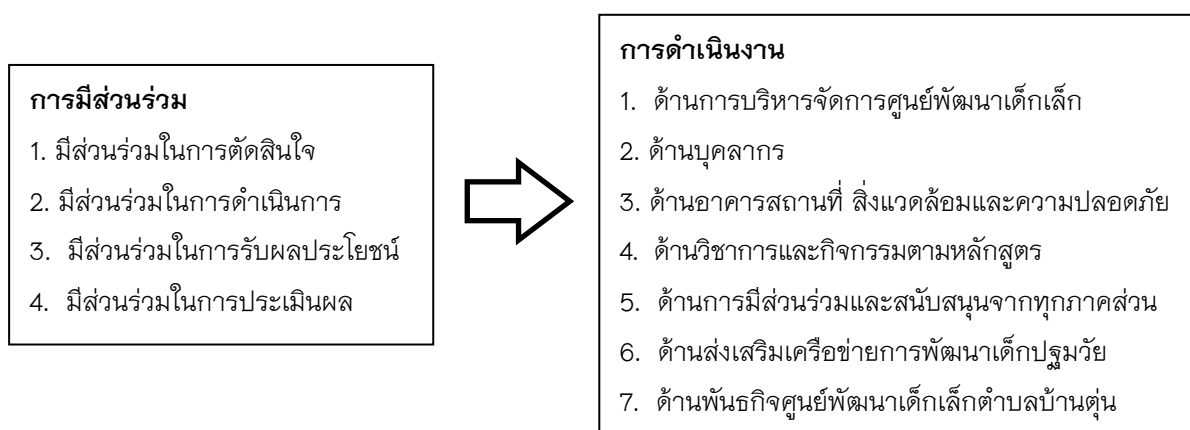 การมีส่วนร่วม
1. มีส่วนร่วมในการตัดสินใจ
2. มีส่วนร่วมในการดำเนินการ
3. มีส่วนร่วมในการรับผลประโยชน์
4. มีส่วนร่วมในการประเมินผล
การดำเนินงาน
1. ด้านการบริหารจัดการศูนย์พัฒนาเด็กเล็ก
2. ด้านบุคลากร
3. ด้านอาคารสถานที่ สิ่งแวดล้อมและความปลอดภัย
4. ด้านวิชาการและกิจกรรมตามหลักสูตร
5. ด้านการมีส่วนร่วมและสนับสนุนจากทุกภาคส่วน
6. ด้านส่งเสริมเครือข่ายการพัฒนาเด็กปฐมวัย
7. ด้านพันธกิจศูนย์พัฒนาเด็กเล็กตำบลบ้านตุ่น